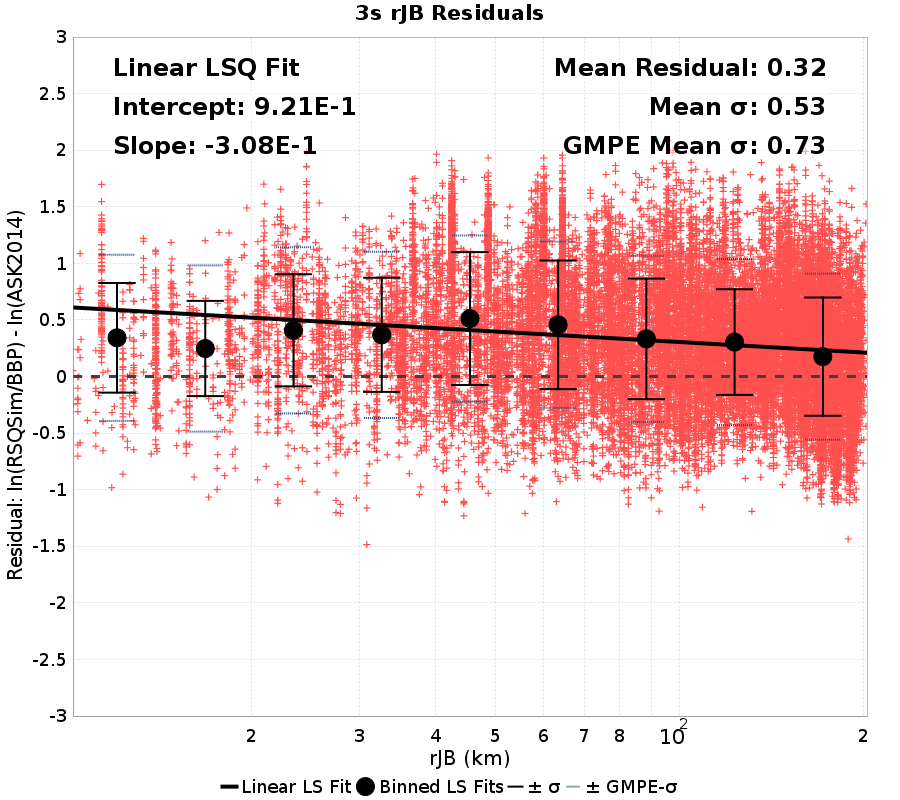 3s rJB Residuals
Linear LSQ Fit
Intercept: 9.21E-1
Slope: -3.08E-1
Mean Residual: 0.32
Mean σ: 0.53
GMPE Mean σ: 0.73
Residual: ln(RSQSim/BBP) - ln(ASK2014)
3
2.5
2
1.5
1
0.5
0
-0.5
-1
-1.5
-2
-2.5
-3
2 3 4 5 6 7 8 10² 2
rJB (km)
Linear LS Fit Binned LS Fits ± σ ± GMPE-σ